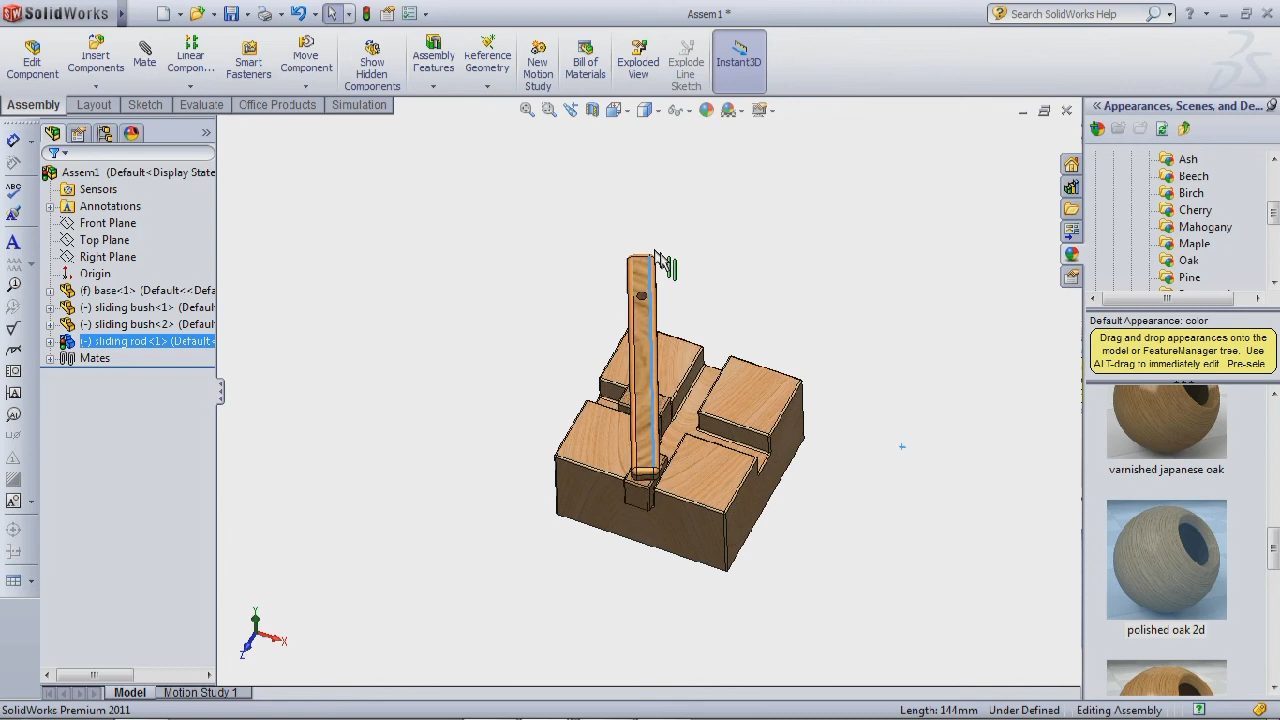 SolidWorks
Assem1 *
Search SolidWorks Help
Edit Component
Insert Components
Mate
Linear Compon...
Smart Fasteners
Move Component
Show Hidden Components
Assembly Features
Reference Geometry
New Motion Study
Bill of Materials
Exploded View
Explode Line Sketch
Instant3D
Assembly
Layout
Sketch
Evaluate
Office Products
Simulation
Assem1 (Default<Display State
Sensors
Annotations
Front Plane
Top Plane
Right Plane
Origin
(f) base<1> (Default<<Defa
(-) sliding bush<1> (Defaul
(-) sliding bush<2> (Defaul
(-) sliding rod<1> (Default<
Mates
Y
X
Z
Appearances, Scenes, and De...
Ash
Beech
Birch
Cherry
Mahogany
Maple
Oak
Pine
Default Appearance: color
Drag and drop appearances onto the
model or FeatureManager tree. Use
ALT-drag to immediately edit. Pre-sele
varnished japanese oak
polished oak 2d
Model
Motion Study 1
SolidWorks Premium 2011
Length: 144mm
Under Defined
Editing Assembly